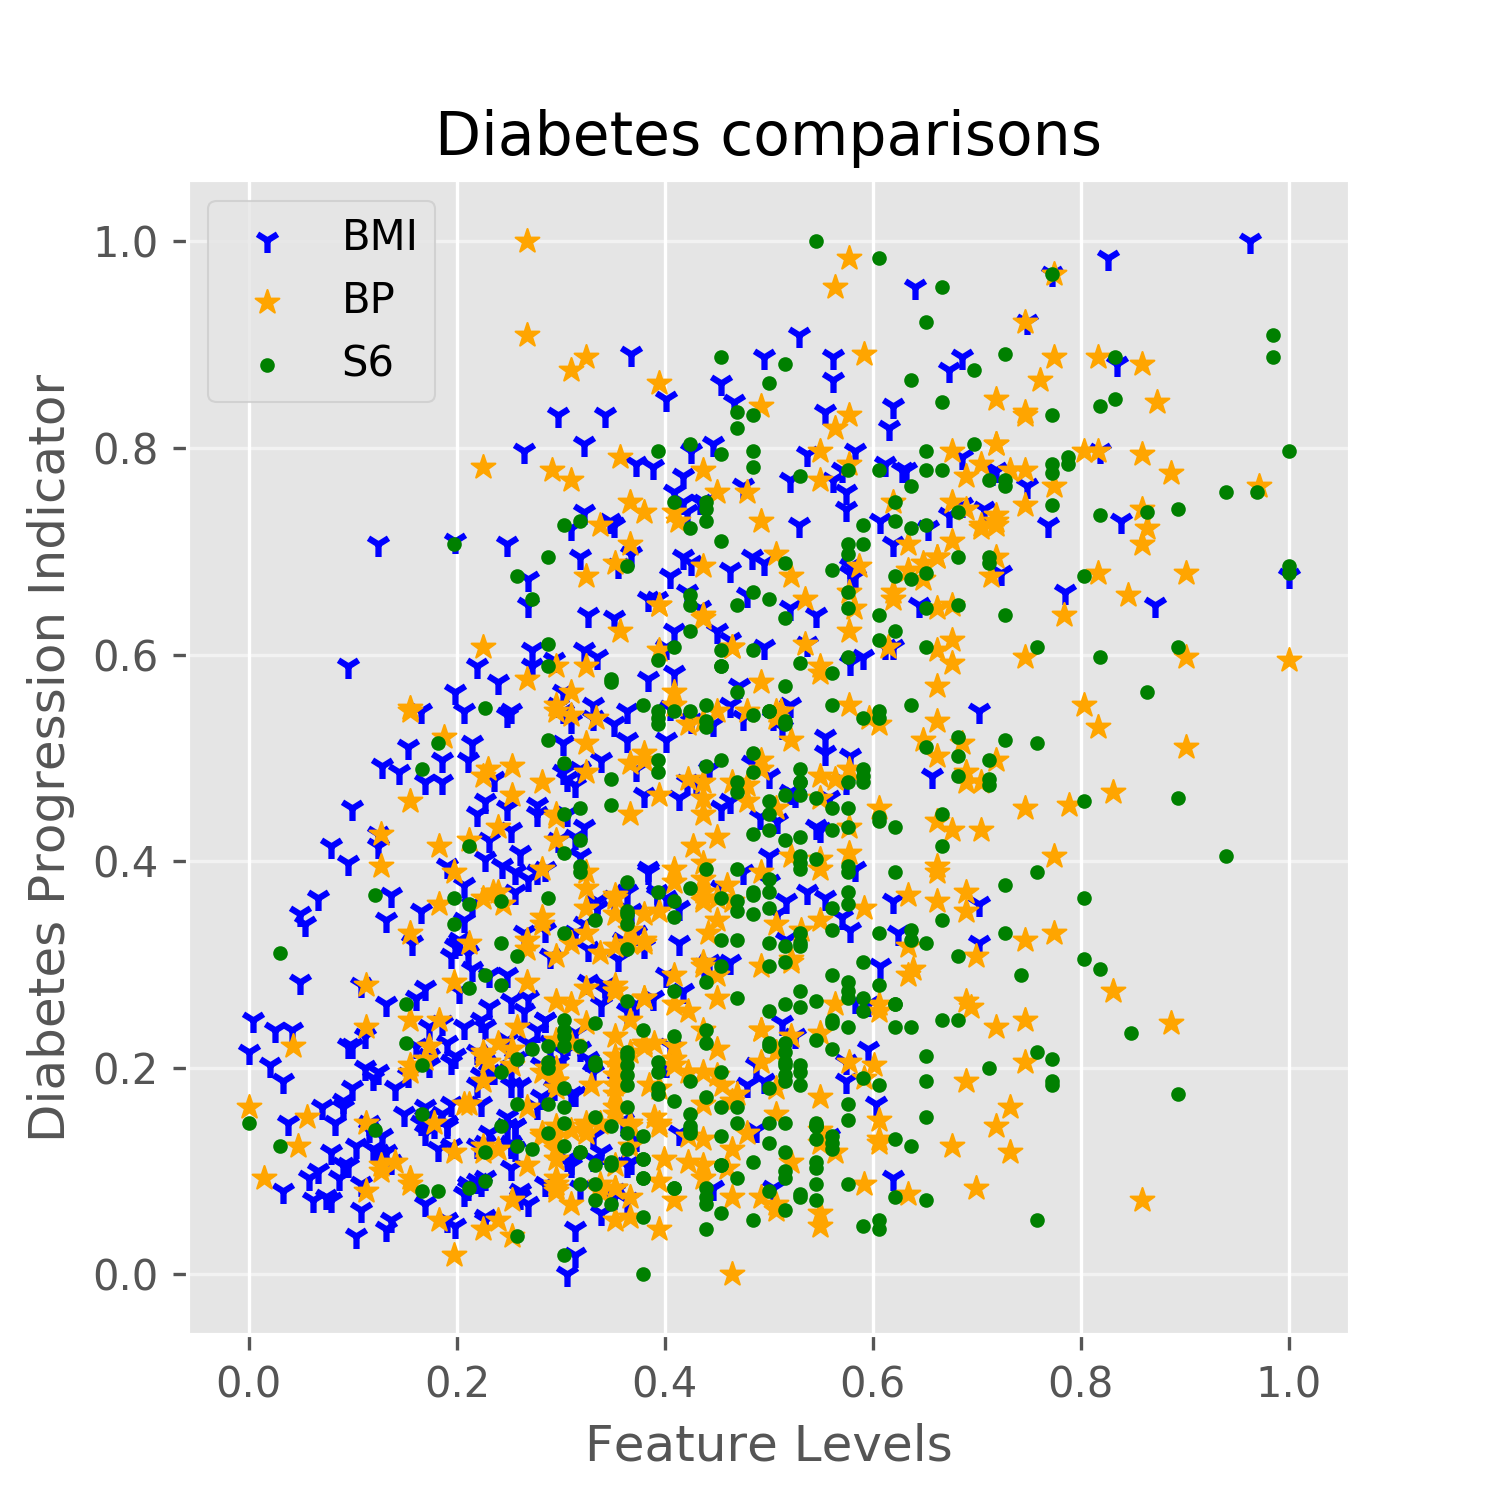 Diabetes comparisons
BMI
BP
S6
Diabetes Progression Indicator
1.0
0.8
0.6
0.4
0.2
0.0
0.0 0.2 0.4 0.6 0.8 1.0
Feature Levels